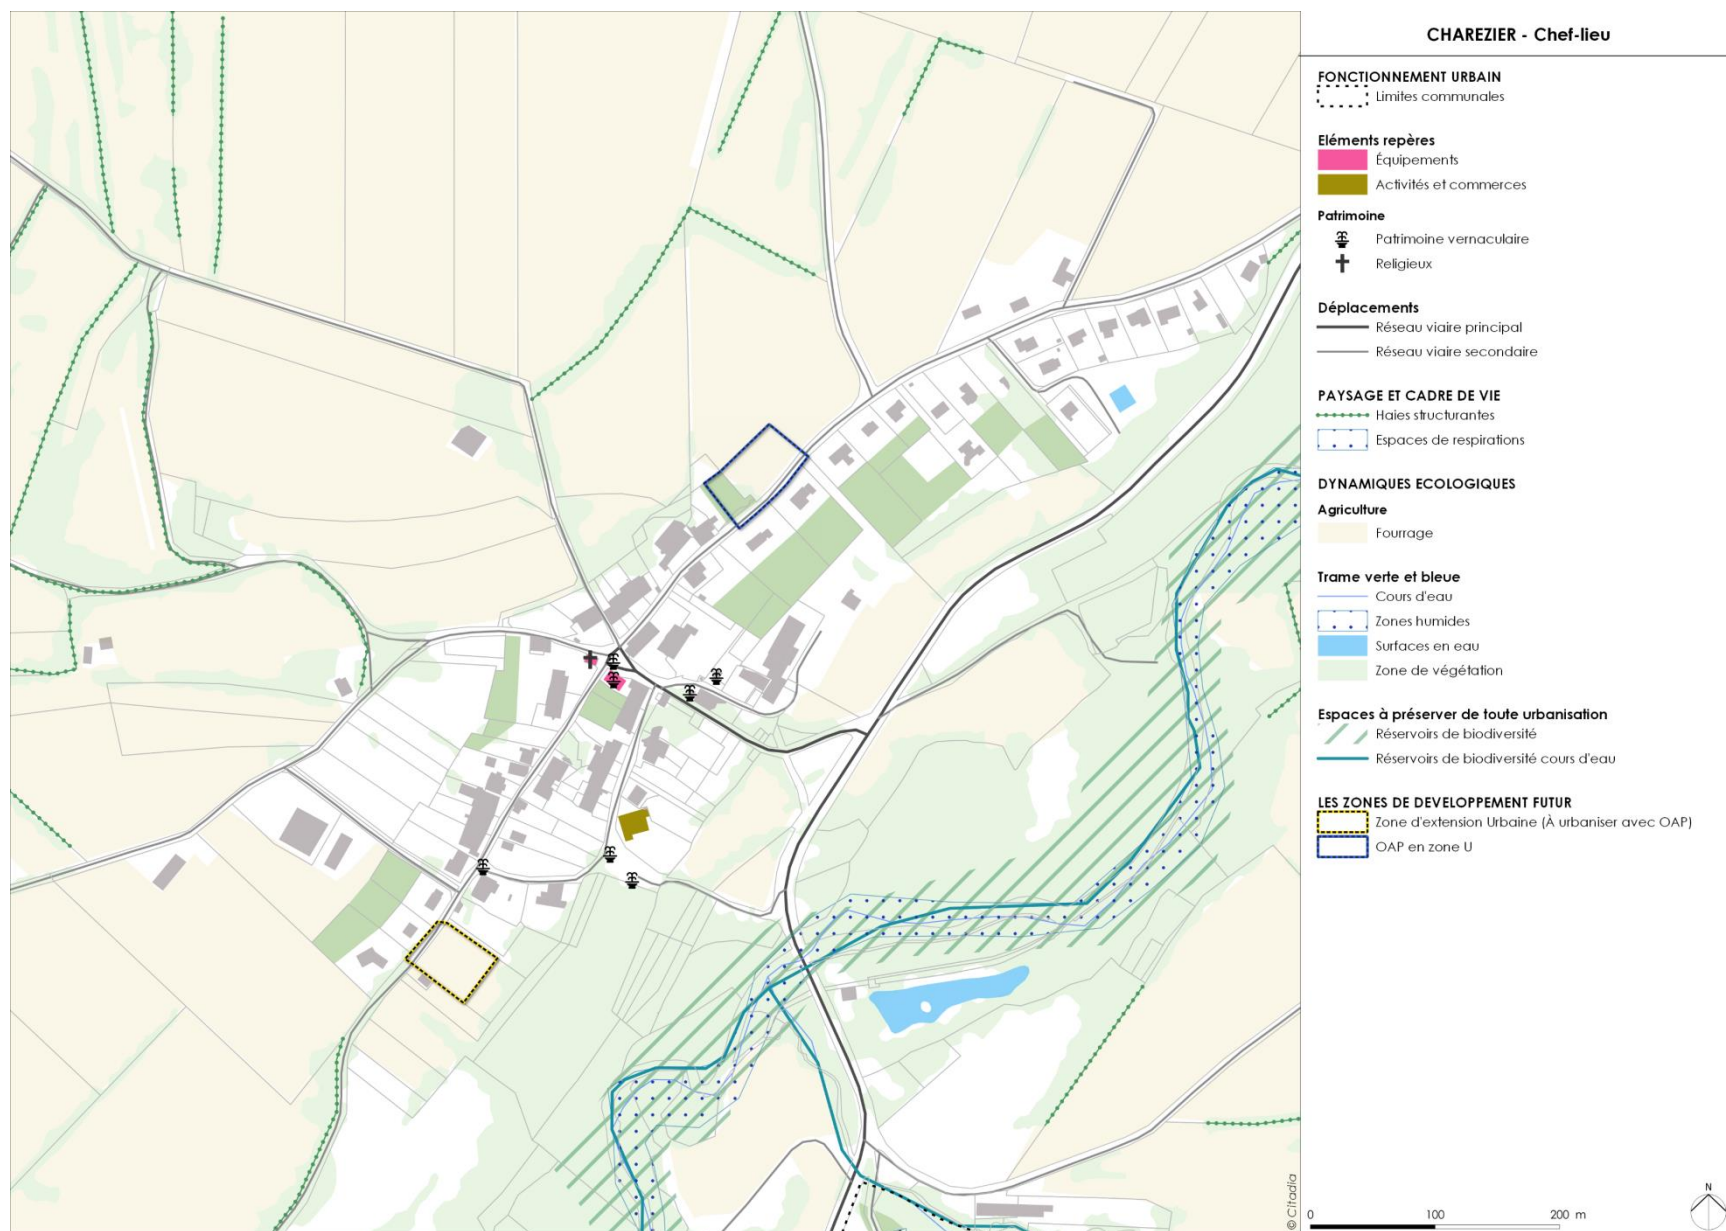 CHAREZIER - Chef-lieu
FONCTIONNEMENT URBAIN
Limites communales
Eléments repères
Équipements
Activités et commerces
Patrimoine
Patrimoine vernaculaire
Religieux
Déplacements
Réseau viaire principal
Réseau viaire secondaire
PAYSAGE ET CADRE DE VIE
Haies structurantes
Espaces de respirations
DYNAMIQUES ECOLOGIQUES
Agriculture
Fourrage
Trame verte et bleue
Cours d'eau
Zones humides
Surfaces en eau
Zone de végétation
Espaces à préserver de toute urbanisation
Réservoirs de biodiversité
Réservoirs de biodiversité cours d'eau
LES ZONES DE DEVELOPPEMENT FUTUR
Zone d'extension Urbaine (À urbaniser avec OAP)
OAP en zone U
© Citadia
N
0 100 200 m